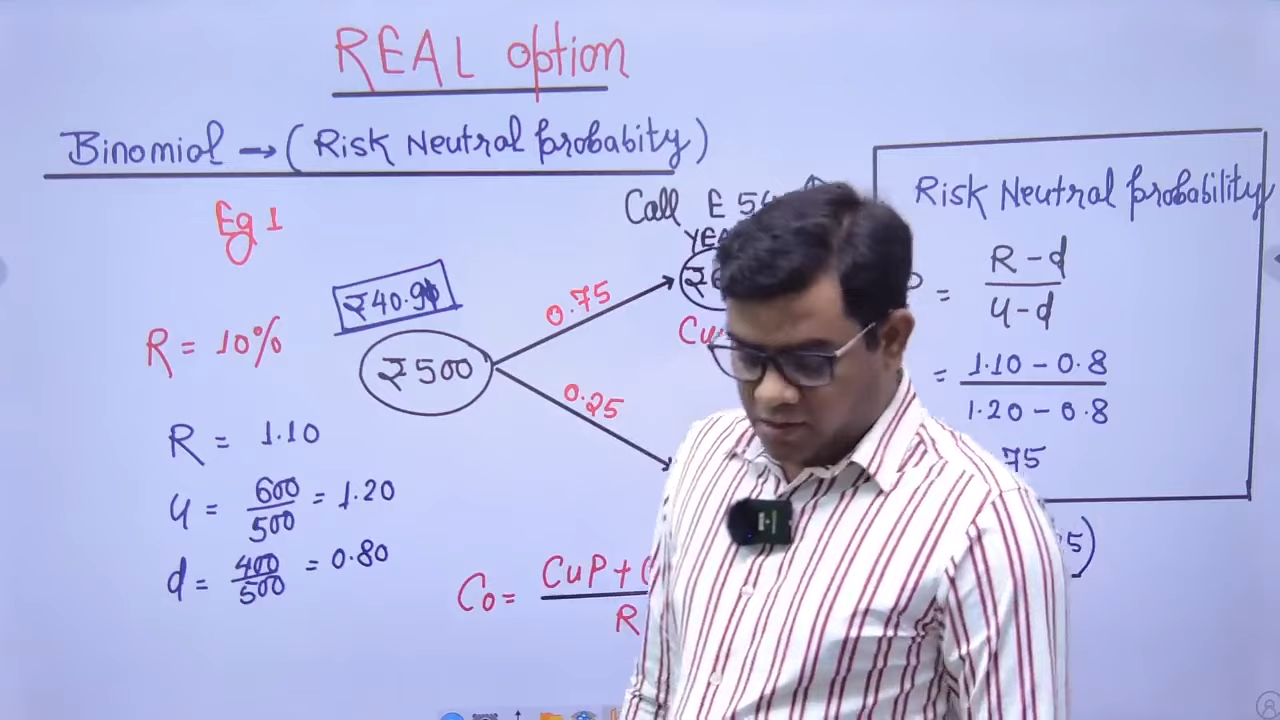 REAL option
Binomial → ( Risk Neutral probabity )
Eg 1
Call E
₹40.91
0.75
₹500
0.25
R = 10%
R = 1.10
u = 600/500 = 1.20
d = 400/500 = 0.80
Cu
C0 = CuP + / R
Risk Neutral probability
= R-d / u-d
= 1.10 - 0.8 / 1.20 - 0.8
75
5)